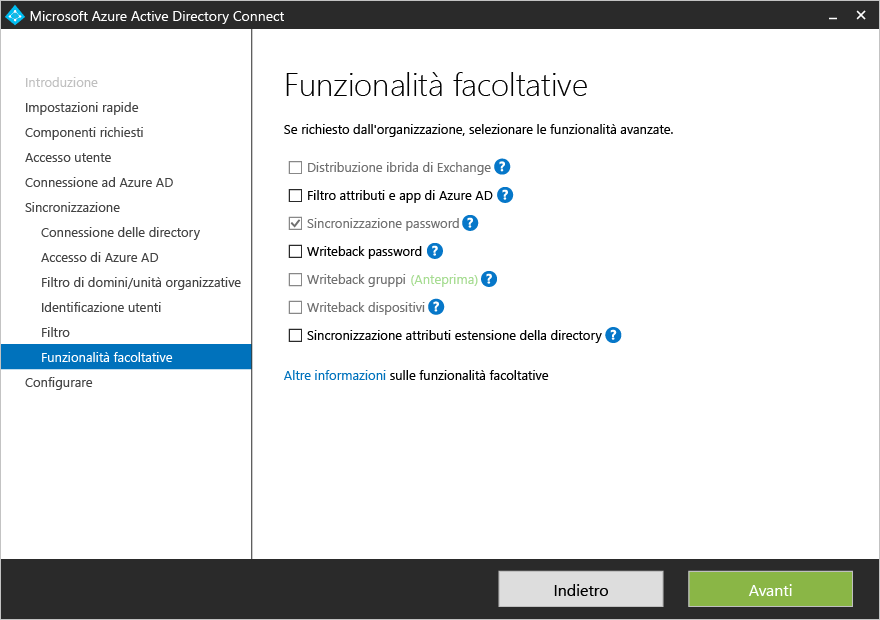 Microsoft Azure Active Directory Connect
Introduzione
Impostazioni rapide
Componenti richiesti
Accesso utente
Connessione ad Azure AD
Sincronizzazione
Connessione delle directory
Accesso di Azure AD
Filtro di domini/unità organizzative
Identificazione utenti
Filtro
Funzionalità facoltative
Configurare
Funzionalità facoltative
Se richiesto dall'organizzazione, selezionare le funzionalità avanzate.
Distribuzione ibrida di Exchange ?
Filtro attributi e app di Azure AD ?
Sincronizzazione password ?
Writeback password ?
Writeback gruppi (Anteprima) ?
Writeback dispositivi ?
Sincronizzazione attributi estensione della directory ?
Altre informazioni sulle funzionalità facoltative
Indietro
Avanti